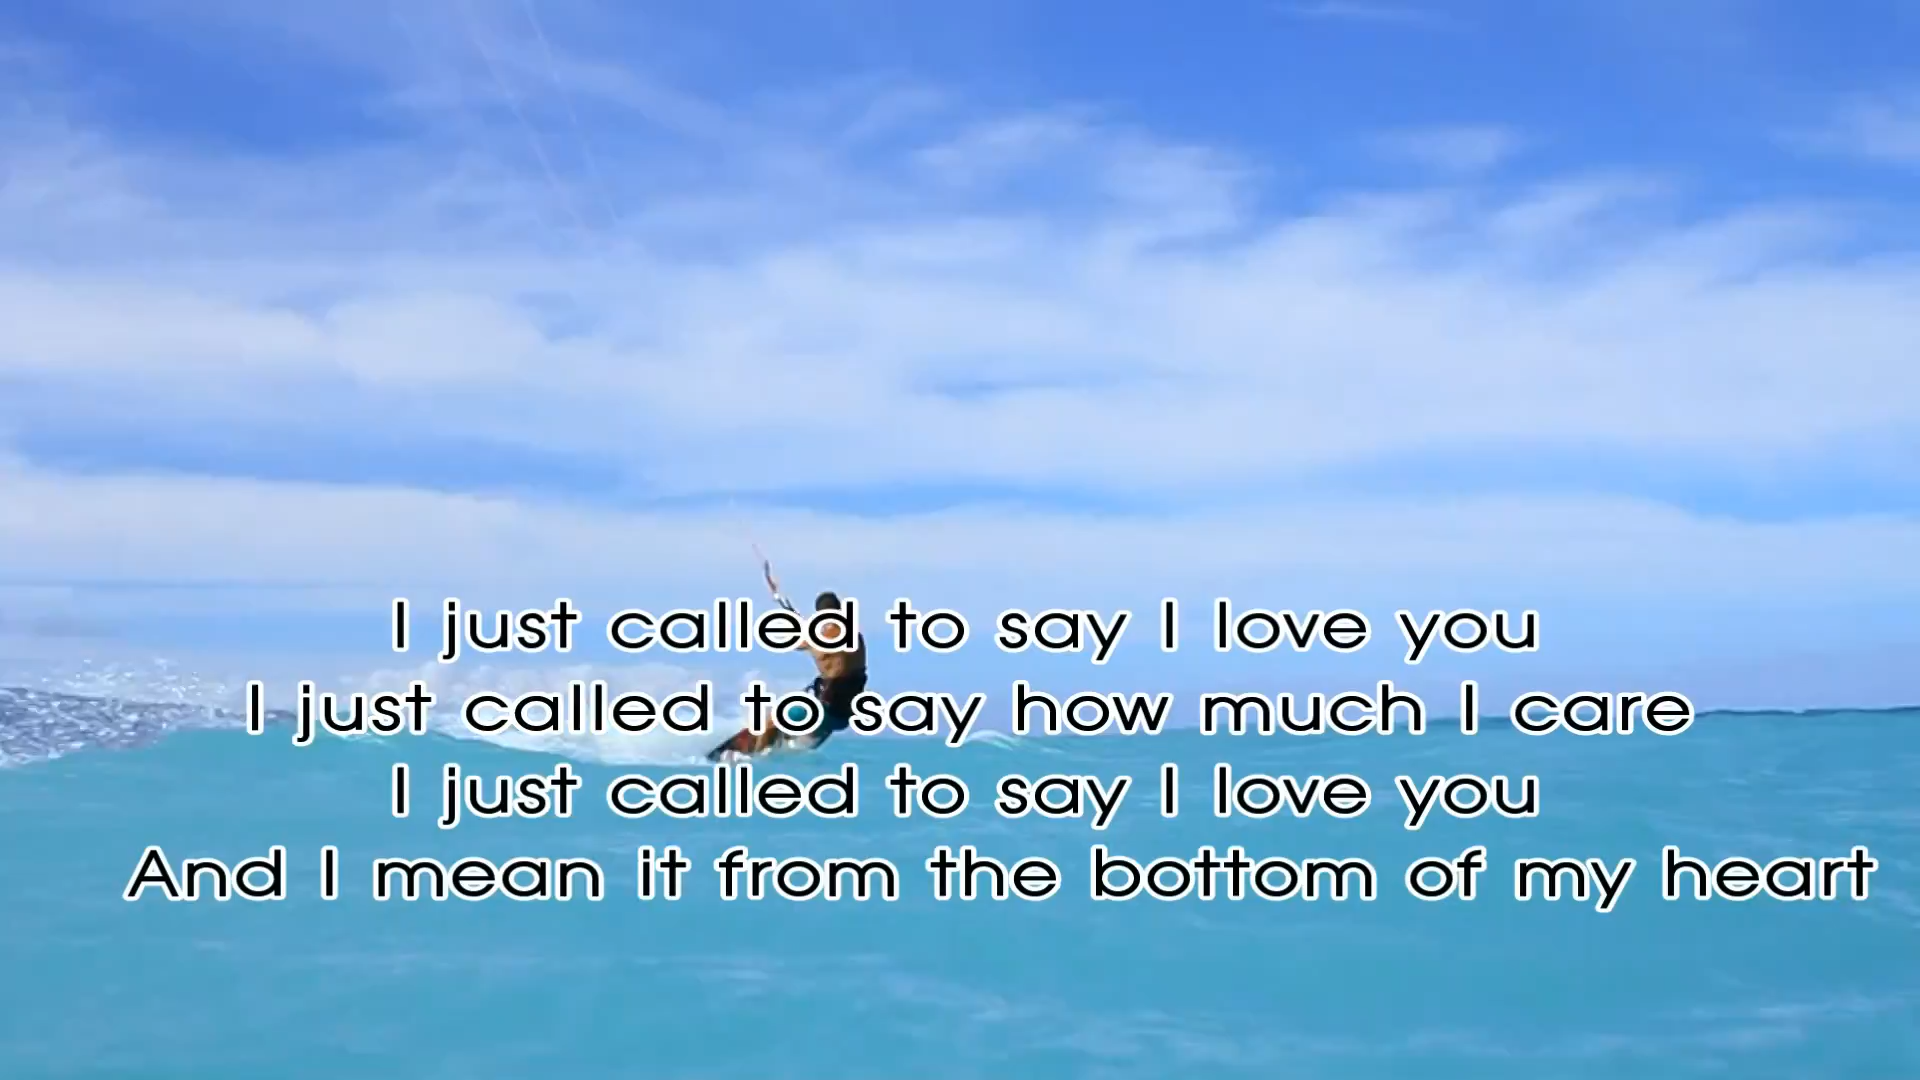 I just called to say I love you
I just called to say how much I care
I just called to say I love you
And I mean it from the bottom of my heart